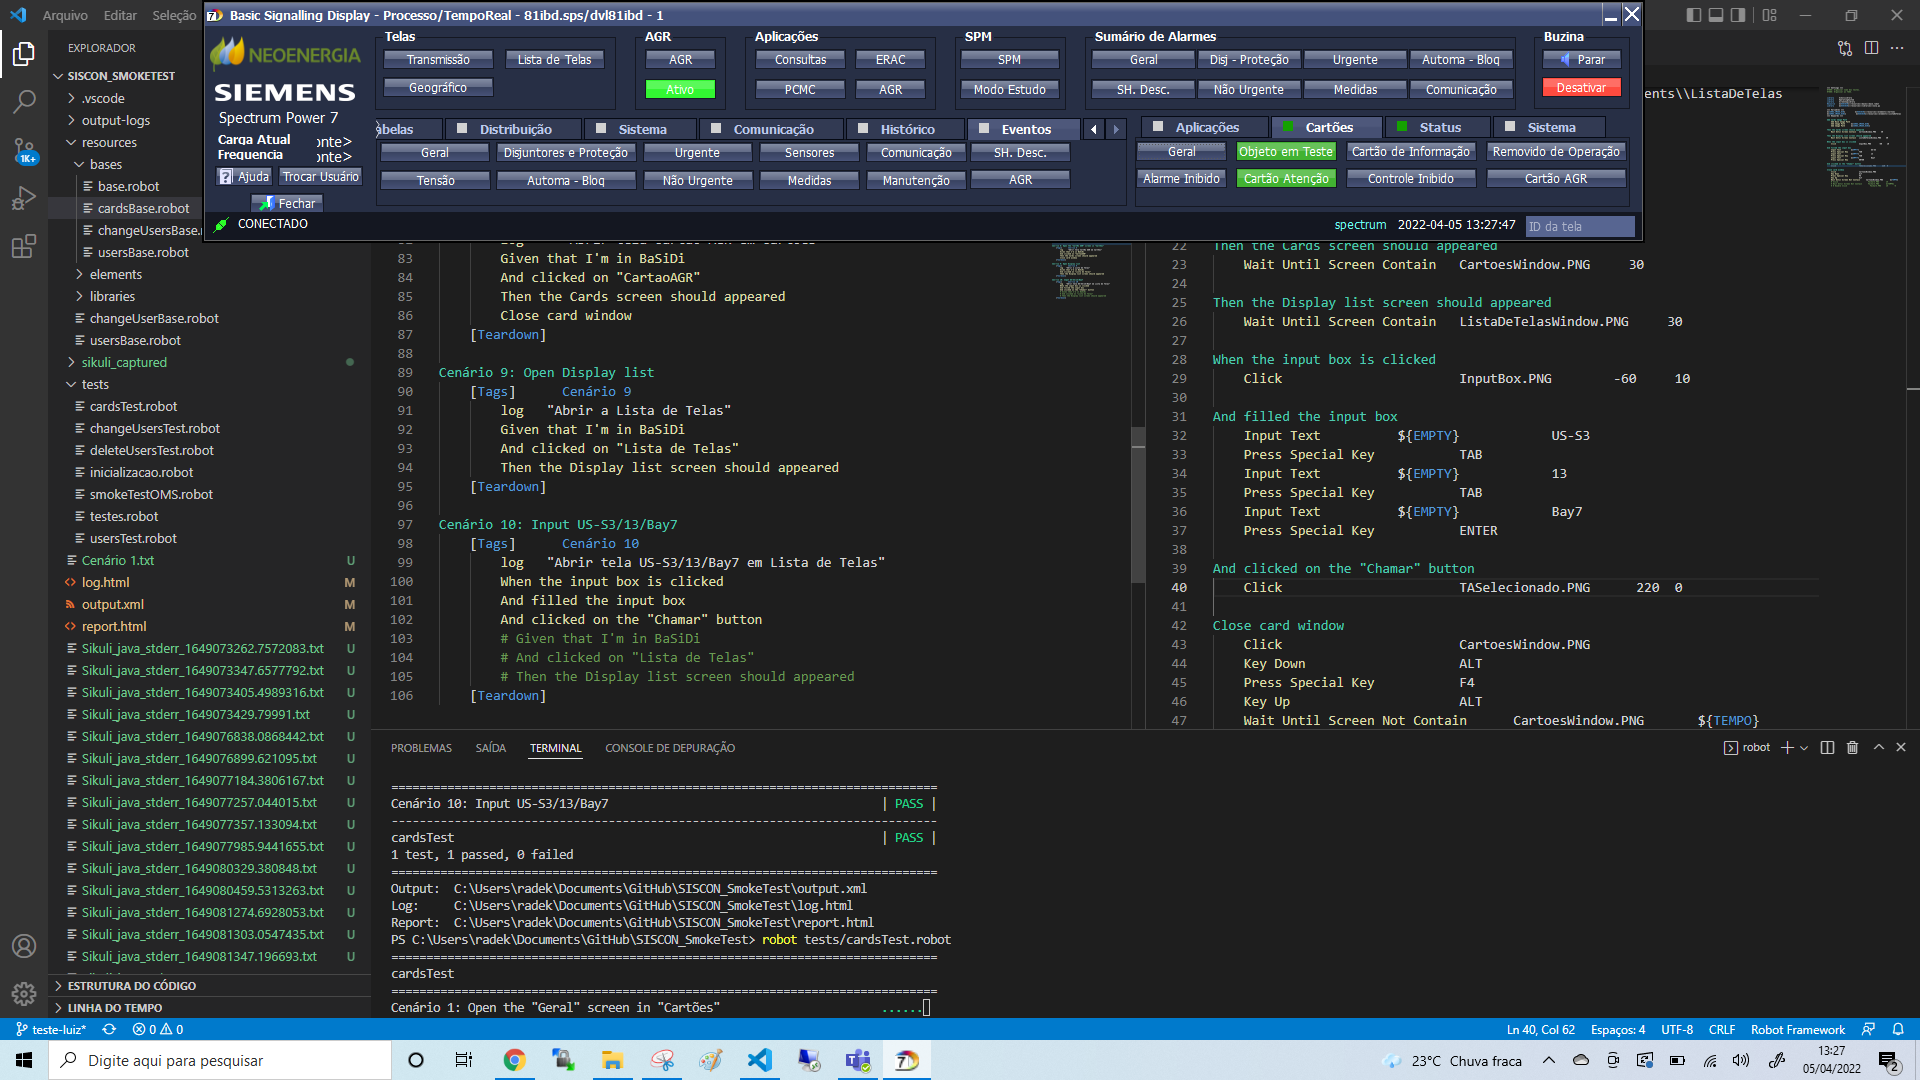 Arquivo Editar Seleção
Basic Signalling Display - Processo/TempoReal - 81ibd.sps/dvl81ibd - 1
NEOENERGIA
SIEMENS
Spectrum Power 7
Carga Atual onte>
Frequencia onte>
Ajuda Trocar Usuário
Fechar
Telas
Transmissão Lista de Telas
Geográfico
AGR
AGR
Ativo
Aplicações
Consultas ERAC
PCMC AGR
SPM
SPM
Modo Estudo
Sumário de Alarmes
Geral Disj - Proteção Urgente Automa - Bloq
SH. Desc. Não Urgente Medidas Comunicação
Buzina
Parar
Desativar
abelas Distribuição Sistema Comunicação Histórico Eventos
Geral Disjuntores e Proteção Urgente Sensores Comunicação SH. Desc.
Tensão Automa - Bloq Não Urgente Medidas Manutenção AGR
Aplicações Cartões Status Sistema
Geral Objeto em Teste Cartão de Informação Removido de Operação
Alarme Inibido Cartão Atenção Controle Inibido Cartão AGR
CONECTADO
spectrum 2022-04-05 13:27:47 ID da tela
EXPLORADOR
SISCON_SMOKETEST
.vscode
output-logs
resources
bases
base.robot
cardsBase.robot
changeUsersBase.
usersBase.robot
elements
libraries
changeUserBase.robot
usersBase.robot
sikuli_captured
tests
cardsTest.robot
changeUsersTest.robot
deleteUsersTest.robot
inicializacao.robot
smokeTestOMS.robot
testes.robot
usersTest.robot
Cenário 1.txt U
log.html M
output.xml M
report.html M
Sikuli_java_stderr_1649073262.7572083.txt U
Sikuli_java_stderr_1649073347.6577792.txt U
Sikuli_java_stderr_1649073405.4989316.txt U
Sikuli_java_stderr_1649073429.79991.txt U
Sikuli_java_stderr_1649076838.0868442.txt U
Sikuli_java_stderr_1649076899.621095.txt U
Sikuli_java_stderr_1649077184.3806167.txt U
Sikuli_java_stderr_1649077257.044015.txt U
Sikuli_java_stderr_1649077357.133094.txt U
Sikuli_java_stderr_1649077985.9441655.txt U
Sikuli_java_stderr_1649080329.380848.txt U
Sikuli_java_stderr_1649080459.5313263.txt U
Sikuli_java_stderr_1649081274.6928053.txt U
Sikuli_java_stderr_1649081303.0547435.txt U
Sikuli_java_stderr_1649081347.196693.txt U
ESTRUTURA DO CÓDIGO
LINHA DO TEMPO
1K+
83 Given that I'm in BaSiDi
84 And clicked on "CartaoAGR"
85 Then the Cards screen should appeared
86 Close card window
87 [Teardown]
88
89 Cenário 9: Open Display list
90 [Tags] Cenário 9
91 log "Abrir a Lista de Telas"
92 Given that I'm in BaSiDi
93 And clicked on "Lista de Telas"
94 Then the Display list screen should appeared
95 [Teardown]
96
97 Cenário 10: Input US-S3/13/Bay7
98 [Tags] Cenário 10
99 log "Abrir tela US-S3/13/Bay7 em Lista de Telas"
100 When the input box is clicked
101 And filled the input box
102 And clicked on the "Chamar" button
103 # Given that I'm in BaSiDi
104 # And clicked on "Lista de Telas"
105 # Then the Display list screen should appeared
106 [Teardown]
ents\\ListaDeTelas
22 Then the Cards screen should appeared
23 Wait Until Screen Contain CartoesWindow.PNG 30
24
25 Then the Display list screen should appeared
26 Wait Until Screen Contain ListaDeTelasWindow.PNG 30
27
28 When the input box is clicked
29 Click InputBox.PNG -60 10
30
31 And filled the input box
32 Input Text ${EMPTY} US-S3
33 Press Special Key TAB
34 Input Text ${EMPTY} 13
35 Press Special Key TAB
36 Input Text ${EMPTY} Bay7
37 Press Special Key ENTER
38
39 And clicked on the "Chamar" button
40 Click TASelecionado.PNG 220 0
41
42 Close card window
43 Click CartoesWindow.PNG
44 Key Down ALT
45 Press Special Key F4
46 Key Up ALT
47 Wait Until Screen Not Contain CartoesWindow.PNG ${TEMPO}
PROBLEMAS SAÍDA TERMINAL CONSOLE DE DEPURAÇÃO
robot
==============================================================================
Cenário 10: Input US-S3/13/Bay7 | PASS |
------------------------------------------------------------------------------
cardsTest | PASS |
1 test, 1 passed, 0 failed
==============================================================================
Output: C:\Users\radek\Documents\GitHub\SISCON_SmokeTest\output.xml
Log: C:\Users\radek\Documents\GitHub\SISCON_SmokeTest\log.html
Report: C:\Users\radek\Documents\GitHub\SISCON_SmokeTest\report.html
PS C:\Users\radek\Documents\GitHub\SISCON_SmokeTest> robot tests/cardsTest.robot
==============================================================================
cardsTest
==============================================================================
Cenário 1: Open the "Geral" screen in "Cartões" ......
teste-luiz* 0 0
Ln 40, Col 62 Espaços: 4 UTF-8 CRLF Robot Framework
Digite aqui para pesquisar
23°C Chuva fraca
13:27
05/04/2022
2